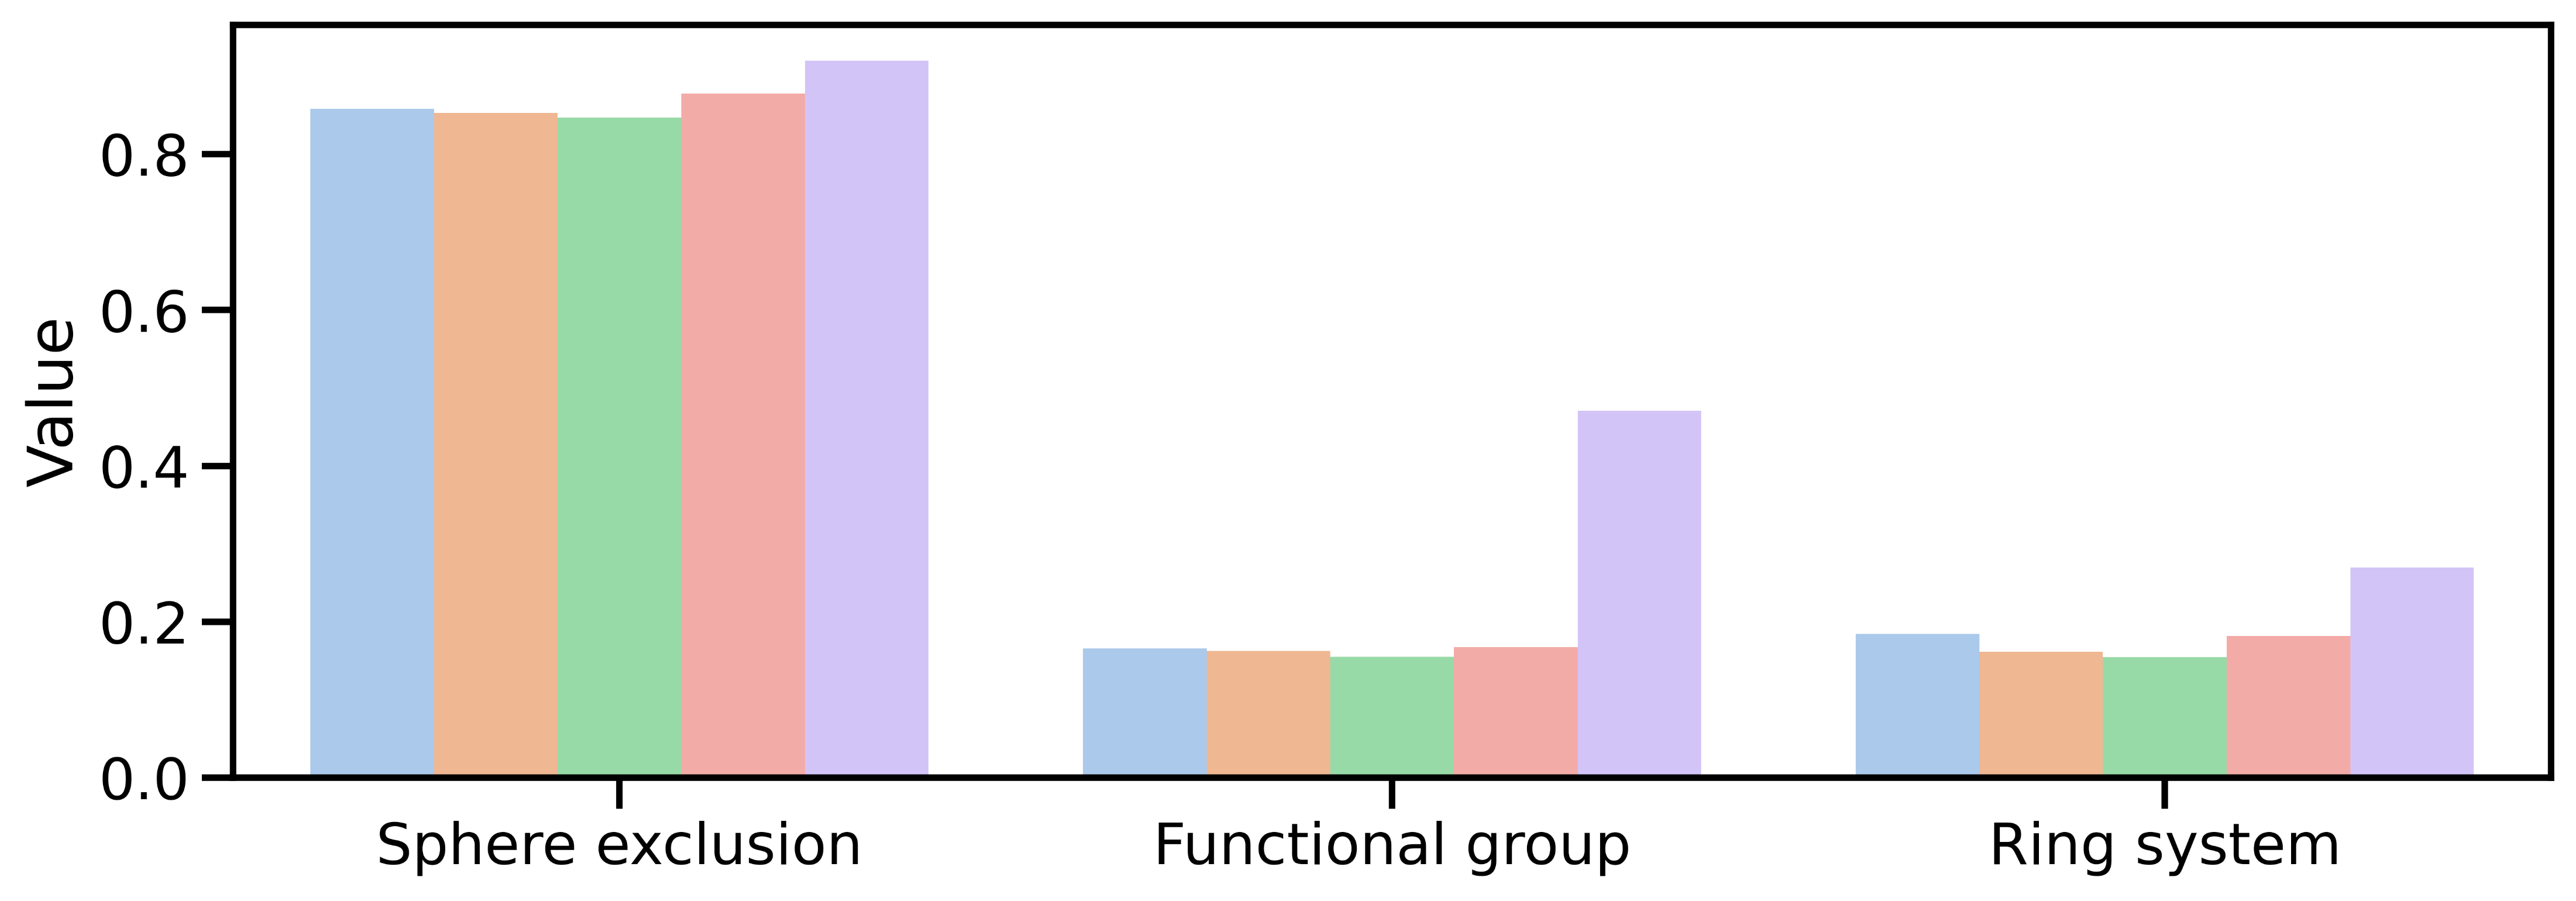 Value
0.8
0.6
0.4
0.2
0.0
Sphere exclusion
Functional group
Ring system